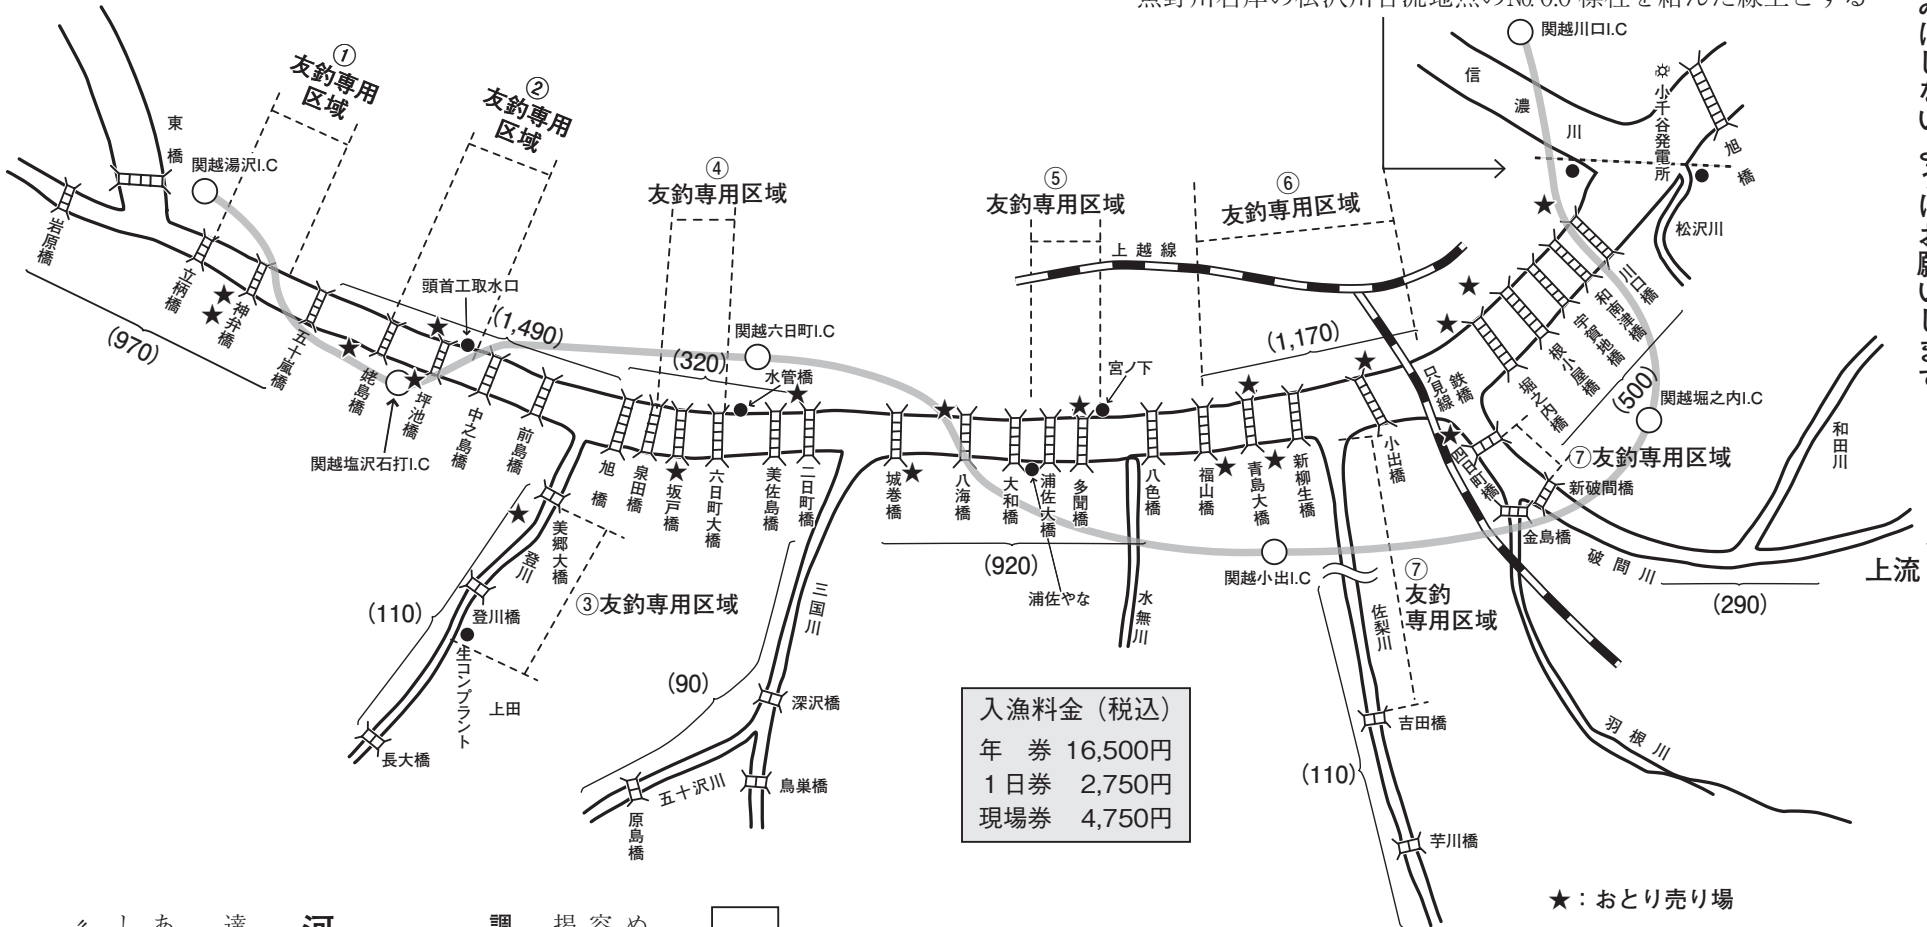 魚野川右岸の松沢川合流地点のNo.0.0標柱を結んだ線上とする
みにしないようにお願いします
関越川口I.C
信濃川
小千谷発電所
旭橋
松沢川
①
友釣専用
区域
②
友釣専用
区域
④
友釣専用区域
⑤
友釣専用区域
⑥
友釣専用区域
上越線
東橋
関越湯沢I.C
岩原橋
立柄橋
神弁橋
五十嵐橋
姥島橋
坪池橋
中之島橋
前島橋
旭橋
泉田橋
坂戸橋
六日町大橋
美佐島橋
二日町橋
城巻橋
八海橋
大和橋
浦佐大橋
多聞橋
八色橋
福山橋
青島大橋
新柳生橋
小出橋
只見線
鉄橋
四日町橋
堀之内橋
根小屋橋
宇賀地橋
和南津橋
川口橋
(970)
頭首工取水口
(1,490)
関越六日町I.C
(320)
水管橋
宮ノ下
(1,170)
(500)
関越堀之内I.C
和田川
⑦友釣専用区域
新破間橋
金島橋
破間川
上流
(290)
関越塩沢石打I.C
美郷大橋
登川
(110)
登川橋
③友釣専用区域
生コンプラント
上田
長大橋
三国川
(90)
深沢橋
五十沢川
鳥巣橋
原島橋
(920)
浦佐やな
水無川
関越小出I.C
⑦
友釣
専用区域
佐梨川
吉田橋
(110)
芋川橋
羽根川
入漁料金（税込）
年　券 16,500円
１日券 2,750円
現場券 4,750円
★：おとり売り場